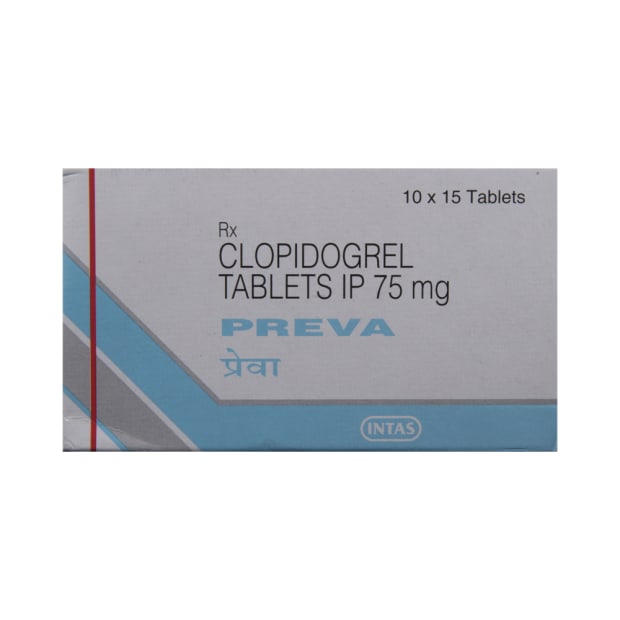 10 x 15 Tablets
Rx
CLOPIDOGREL
TABLETS IP 75 mg
PREVA
प्रेवा
INTAS